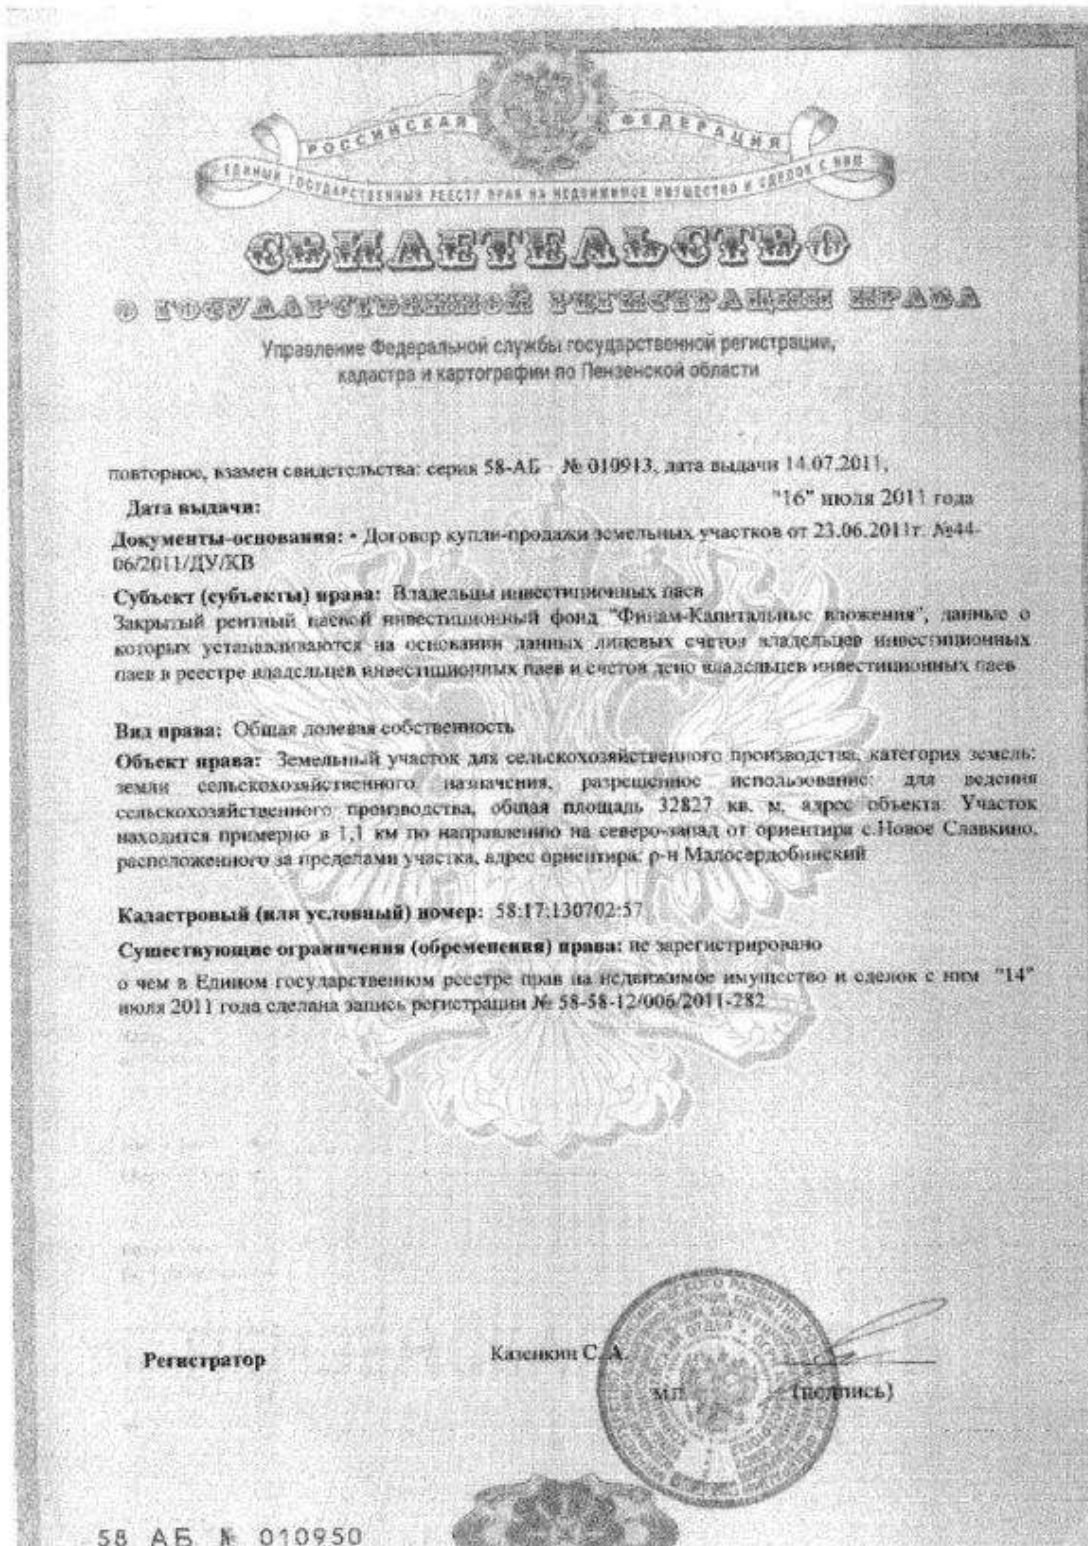 РОССИЙСКАЯ ФЕДЕРАЦИЯ
ЕДИНЫЙ ГОСУДАРСТВЕННЫЙ РЕЕСТР ПРАВ НА НЕДВИЖИМОЕ ИМУЩЕСТВО И СДЕЛОК С НИМ
СВИДЕТЕЛЬСТВО
О ГОСУДАРСТВЕННОЙ РЕГИСТРАЦИИ ПРАВА
Управление Федеральной службы государственной регистрации,
кадастра и картографии по Пензенской области
повторное, взамен свидетельства: серия 58-АБ № 010913, дата выдачи 14.07.2011,
Дата выдачи: "16" июля 2011 года
Документы-основания: • Договор купли-продажи земельных участков от 23.06.2011г. №44-
06/2011/ДУ/КВ
Субъект (субъекты) права: Владельцы инвестиционных паев
Закрытый рентный паевой инвестиционный фонд "Финам-Капитальные вложения", данные о
которых устанавливаются на основании данных лицевых счетов владельцев инвестиционных
паев в реестре владельцев инвестиционных паев и счетов депо владельцев инвестиционных паев
Вид права: Общая долевая собственность
Объект права: Земельный участок для сельскохозяйственного производства, категория земель:
земли сельскохозяйственного назначения, разрешенное использование: для ведения
сельскохозяйственного производства, общая площадь 32827 кв. м, адрес объекта: Участок
находится примерно в 1,1 км по направлению на северо-запад от ориентира с.Новое Славкино,
расположенного за пределами участка, адрес ориентира: р-н Малосердобинский
Кадастровый (или условный) номер: 58:17:130702:57
Существующие ограничения (обременения) права: не зарегистрировано
о чем в Едином государственном реестре прав на недвижимое имущество и сделок с ним "14"
июля 2011 года сделана запись регистрации № 58-58-12/006/2011-282
Регистратор Казенкин С. А.
м.п. (подпись)
58 АБ № 010950